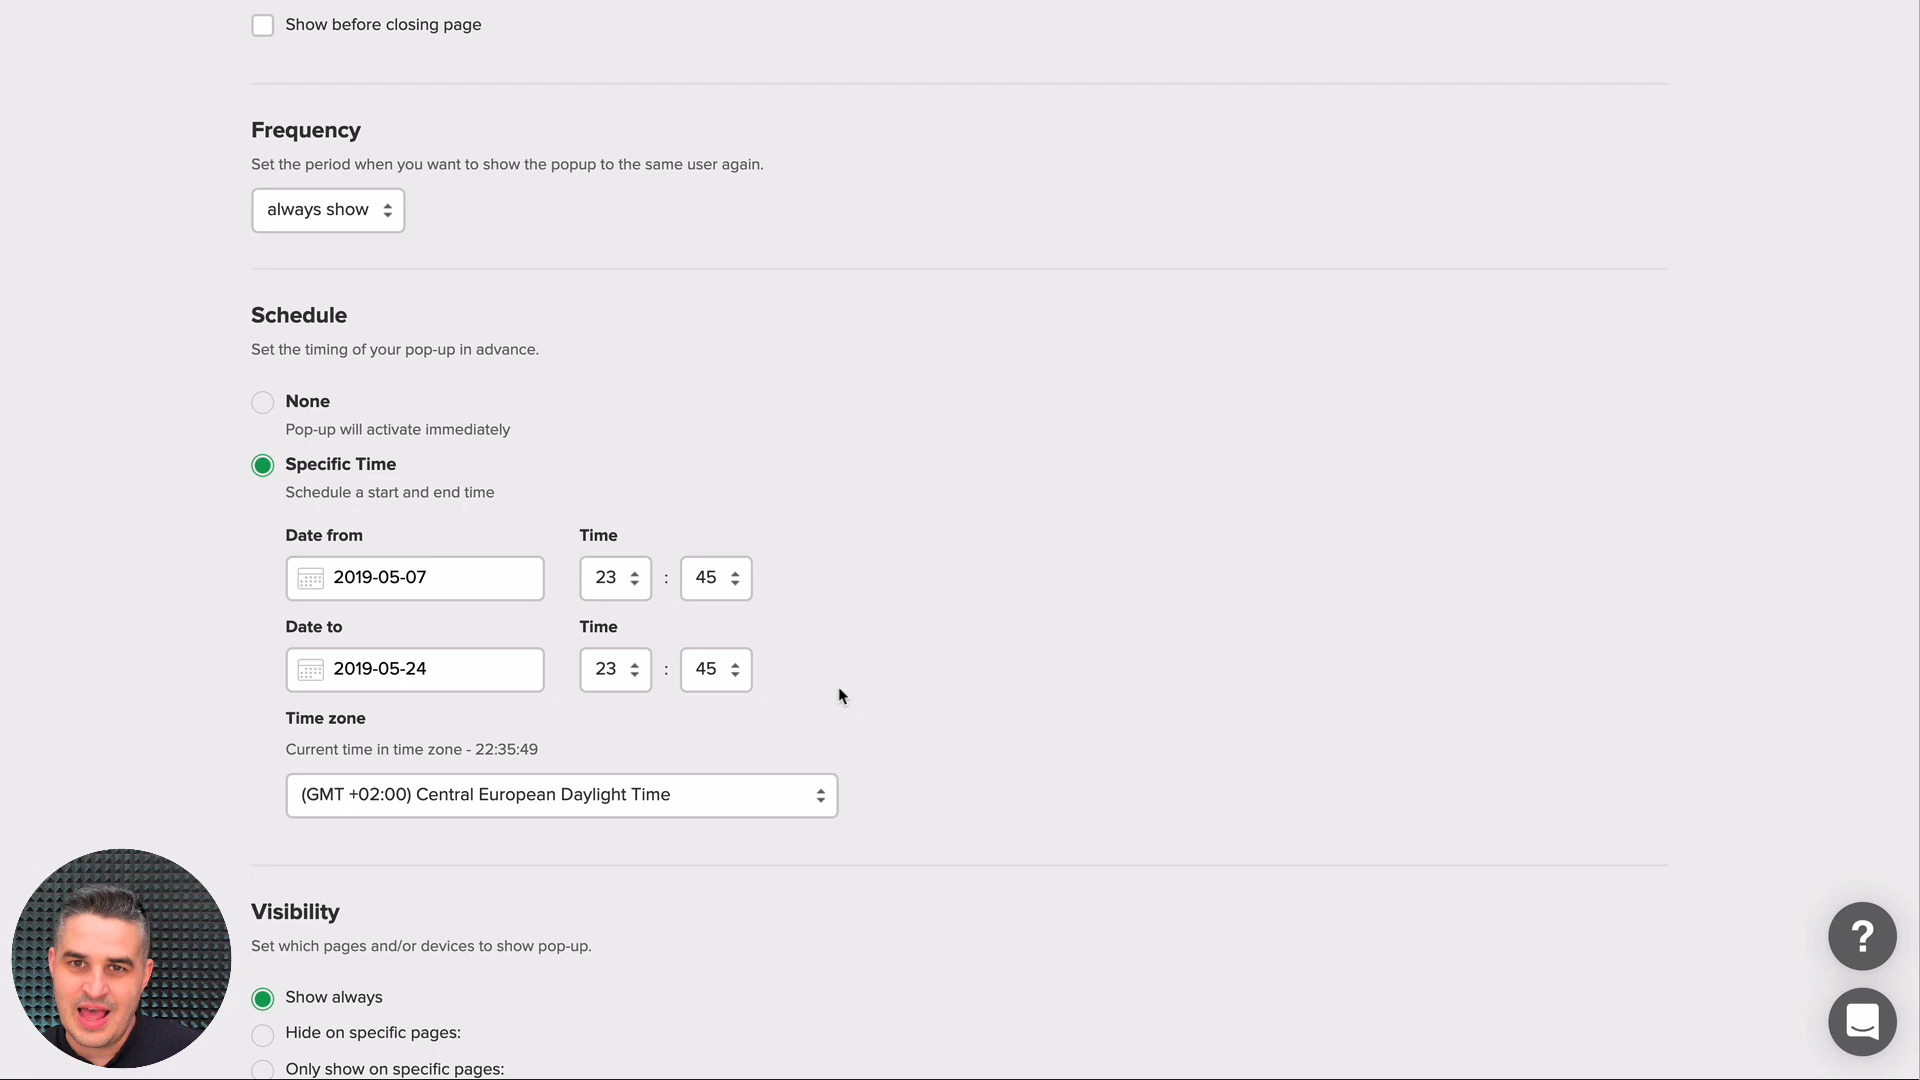 Show before closing page
Frequency
Set the period when you want to show the popup to the same user again.
always show
Schedule
Set the timing of your pop-up in advance.
None
Pop-up will activate immediately
Specific Time
Schedule a start and end time
Date from Time
2019-05-07 23 : 45
Date to Time
2019-05-24 23 : 45
Time zone
Current time in time zone - 22:35:49
(GMT +02:00) Central European Daylight Time
Visibility
Set which pages and/or devices to show pop-up.
Show always
Hide on specific pages:
Only show on specific pages:
?